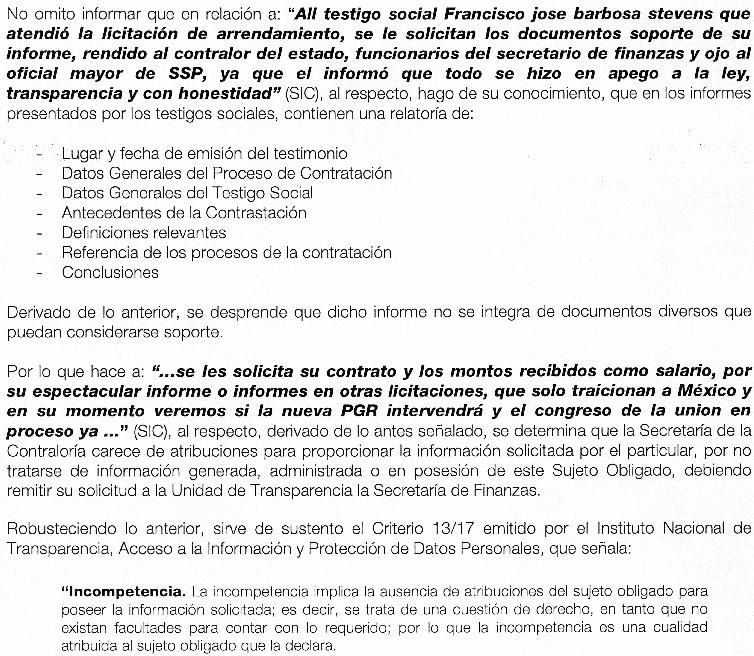 No omito informar que en relación a: "All testigo social Francisco jose barbosa stevens que
atendió la licitación de arrendamiento, se le solicitan los documentos soporte de su
informe, rendido al contralor del estado, funcionarios del secretario de finanzas y ojo al
oficial mayor de SSP, ya que el informó que todo se hizo en apego a la ley,
transparencia y con honestidad" (SIC), al respecto, hago de su conocimiento, que en los informes
presentados por los testigos sociales, contienen una relatoría de:
- Lugar y fecha de emisión del testimonio
- Datos Generales del Proceso de Contratación
- Datos Generales del Testigo Social
- Antecedentes de la Contrastación
- Definiciones relevantes
- Referencia de los procesos de la contratación
- Conclusiones
Derivado de lo anterior, se desprende que dicho informe no se integra de documentos diversos que
puedan considerarse soporte.
Por lo que hace a: "...se les solicita su contrato y los montos recibidos como salario, por
su espectacular informe o informes en otras licitaciones, que solo traicionan a México y
en su momento veremos si la nueva PGR intervendrá y el congreso de la union en
proceso ya ..." (SIC), al respecto, derivado de lo antes señalado, se determina que la Secretaría de la
Contraloría carece de atribuciones para proporcionar la información solicitada por el particular, por no
tratarse de información generada, administrada o en posesión de este Sujeto Obligado, debiendo
remitir su solicitud a la Unidad de Transparencia la Secretaría de Finanzas.
Robusteciendo lo anterior, sirve de sustento el Criterio 13/17 emitido por el Instituto Nacional de
Transparencia, Acceso a la Información y Protección de Datos Personales, que señala:
"Incompetencia. La incompetencia implica la ausencia de atribuciones del sujeto obligado para
poseer la información solicitada; es decir, se trata de una cuestión de derecho, en tanto que no
existan facultades para contar con lo requerido; por lo que la incompetencia es una cualidad
atribuida al sujeto obligado que la declara.